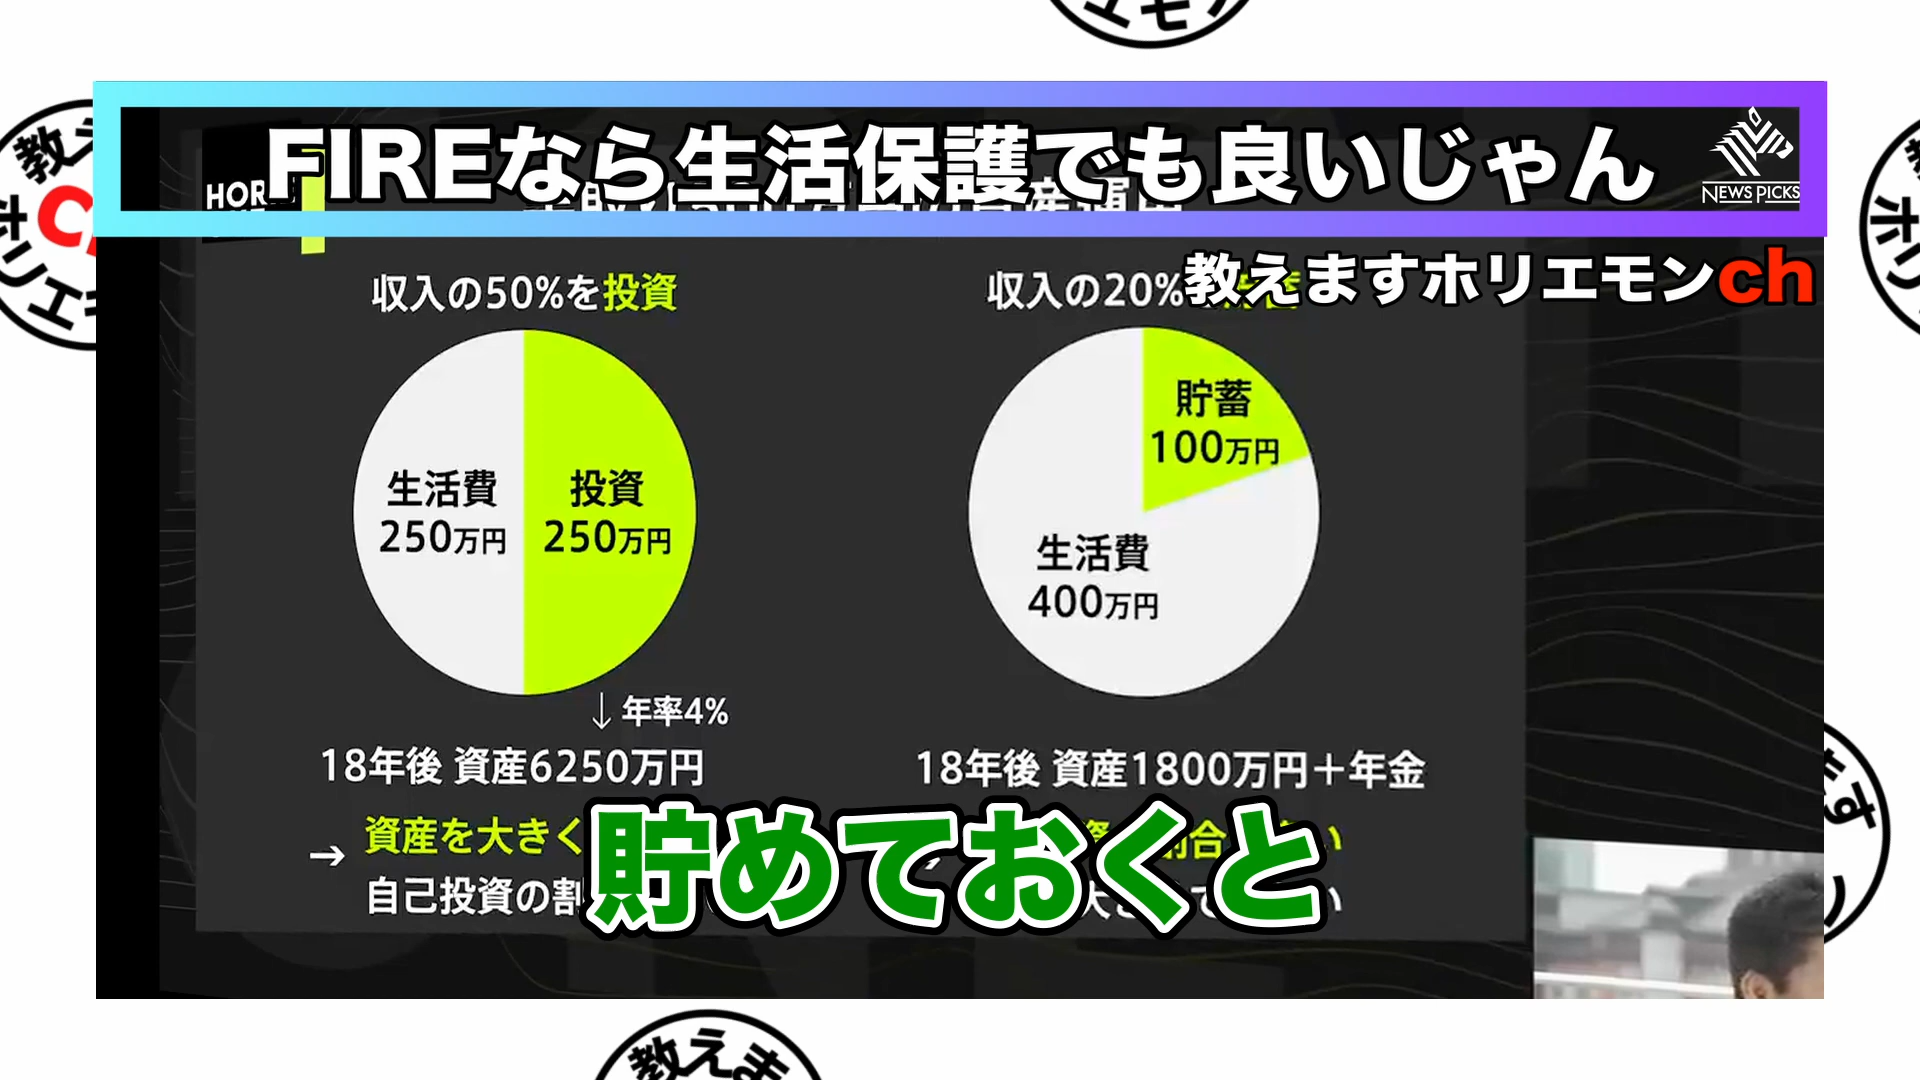 FIREなら生活保護でも良いじゃん
NEWS PICKS
HOR
教えますホリエモンch
収入の50%を投資
収入の20%
生活費
250万円
投資
250万円
貯蓄
100万円
生活費
400万円
↓ 年率4%
18年後 資産6250万円
18年後 資産1800万円＋年金
→ 資産を大きく
自己投資の割
貯めておくと
教えま